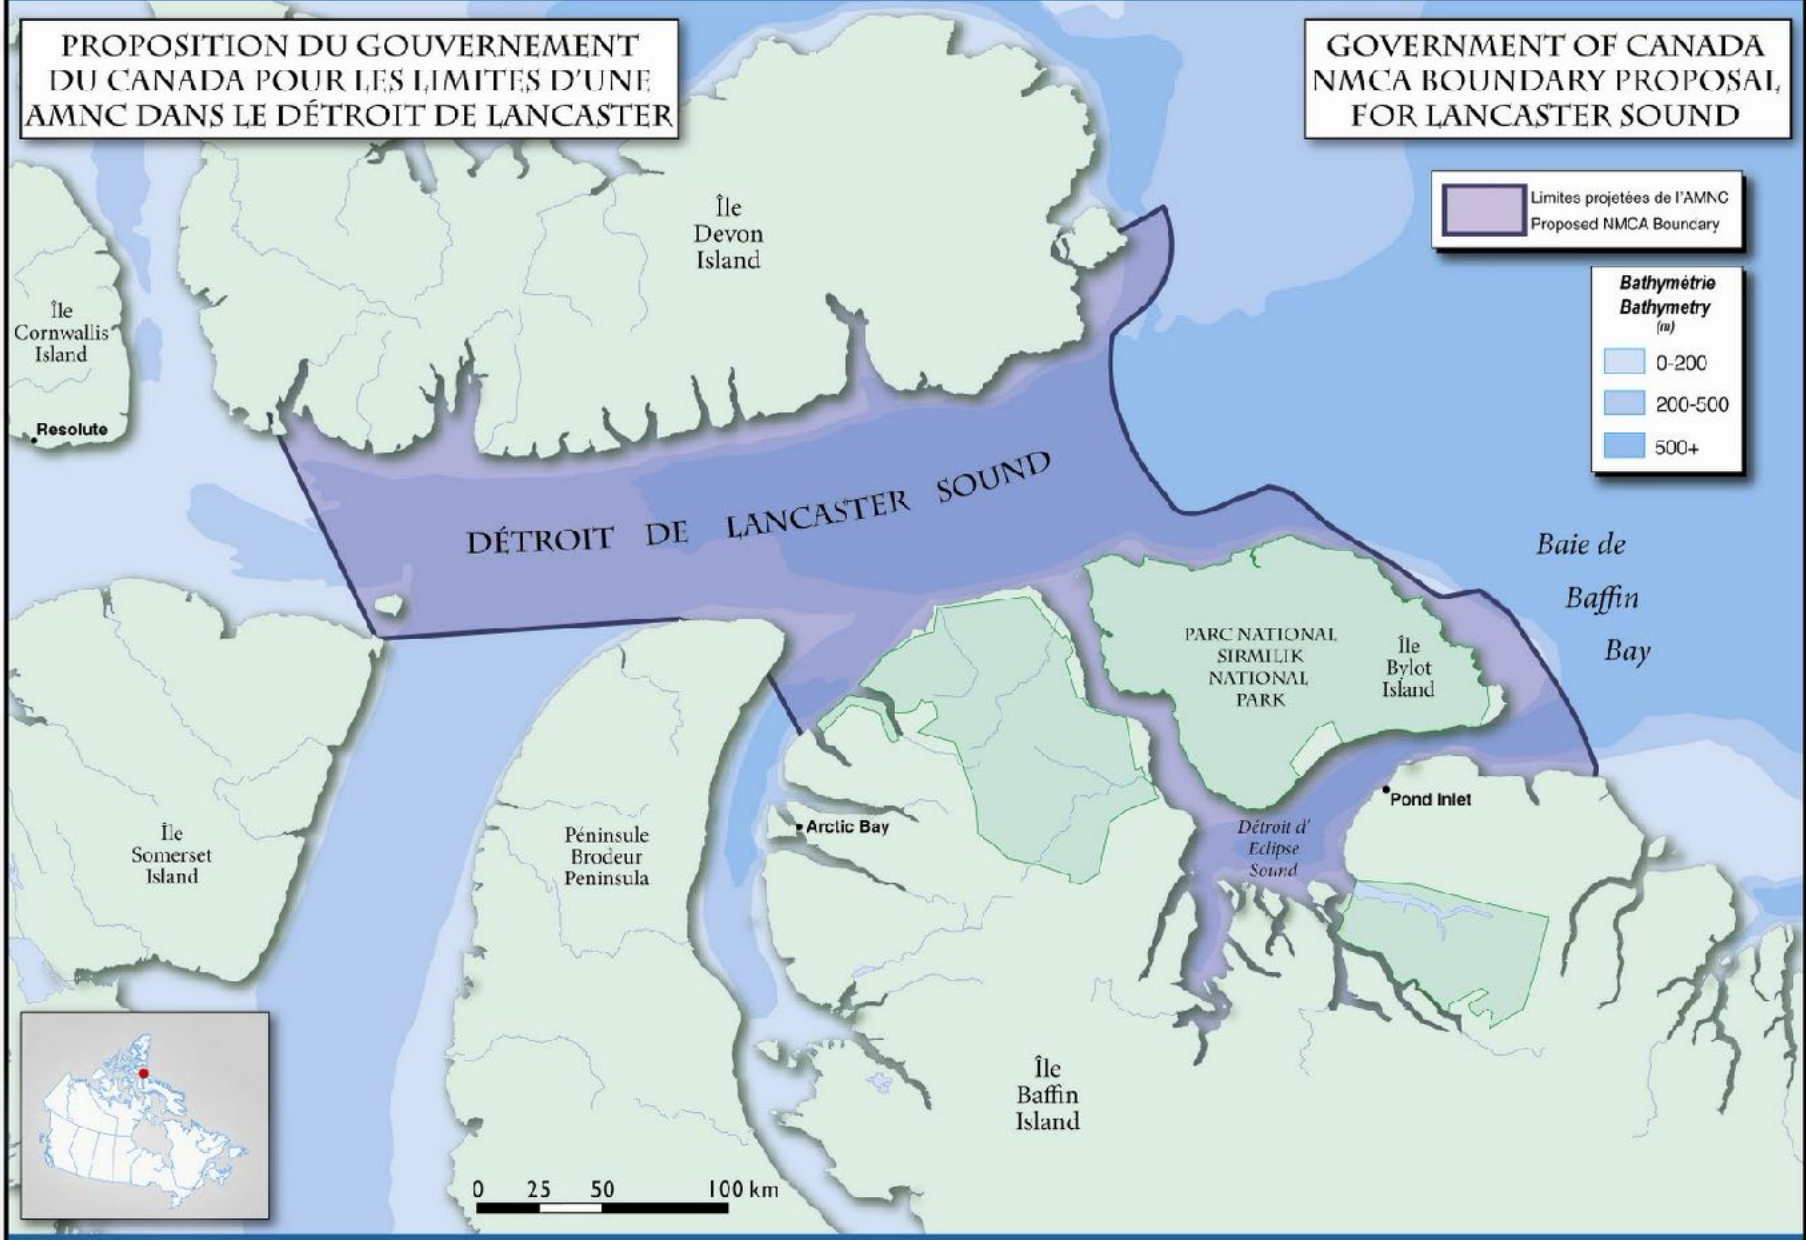 PROPOSITION DU GOUVERNEMENT
DU CANADA POUR LES LIMITES D'UNE
AMNC DANS LE DÉTROIT DE LANCASTER
GOVERNMENT OF CANADA
NMCA BOUNDARY PROPOSAL
FOR LANCASTER SOUND
Limites projetées de l'AMNC
Proposed NMCA Boundary
Bathymétrie
Bathymetry
(m)
0-200
200-500
500+
Île
Devon
Island
Île
Cornwallis
Island
Resolute
DÉTROIT DE LANCASTER SOUND
Baie de
Baffin
Bay
PARC NATIONAL
SIRMILIK
NATIONAL
PARK
Île
Bylot
Island
Île
Somerset
Island
Péninsule
Brodeur
Peninsula
Arctic Bay
Pond Inlet
Détroit d'
Eclipse
Sound
Île
Baffin
Island
0 25 50 100 km